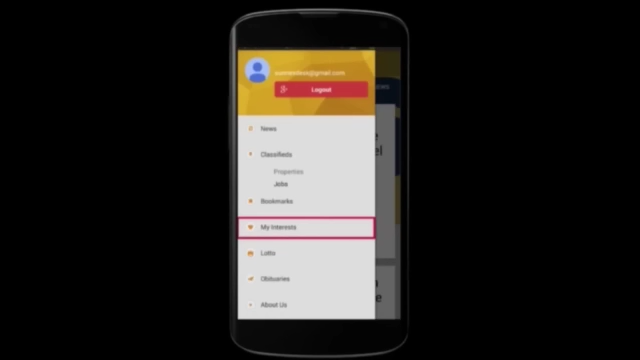 Logout
News
Classifieds
Properties
Jobs
Bookmarks
My Interests
Lotto
Obituaries
About Us